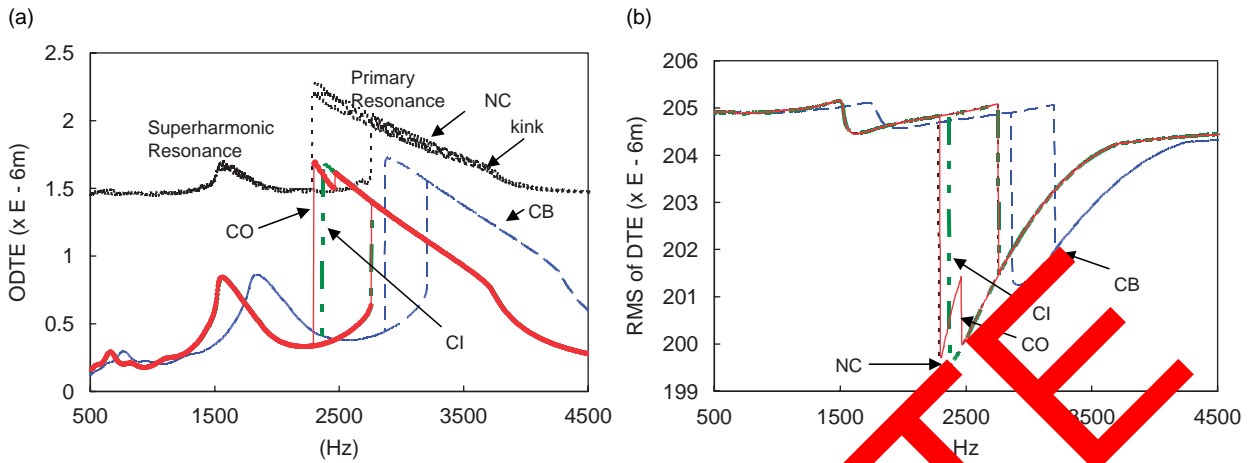 (a)
2.5
2
1.5
1
0.5
0
ODTE (x E - 6m)
500
1500
2500
3500
4500
(Hz)
Superharmonic
Resonance
Primary
Resonance
NC
kink
CB
CO
CI
(b)
206
205
204
203
202
201
200
199
RMS of DTE (x E - 6m)
500
1500
2500
3500
4500
Hz
CB
CI
CO
NC